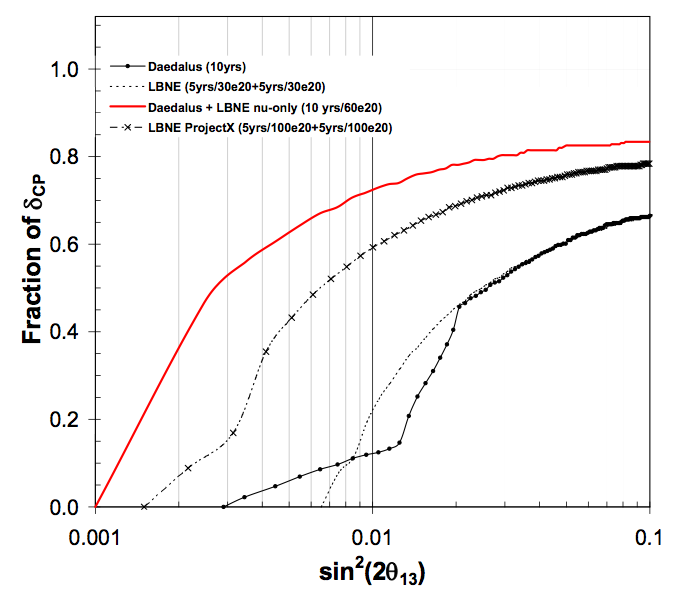 1.0
0.8
0.6
0.4
0.2
0.0
Fraction of δCP
Daedalus (10yrs)
LBNE (5yrs/30e20+5yrs/30e20)
Daedalus + LBNE nu-only (10 yrs/60e20)
LBNE ProjectX (5yrs/100e20+5yrs/100e20)
0.001 0.01 0.1
sin²(2θ₁₃)